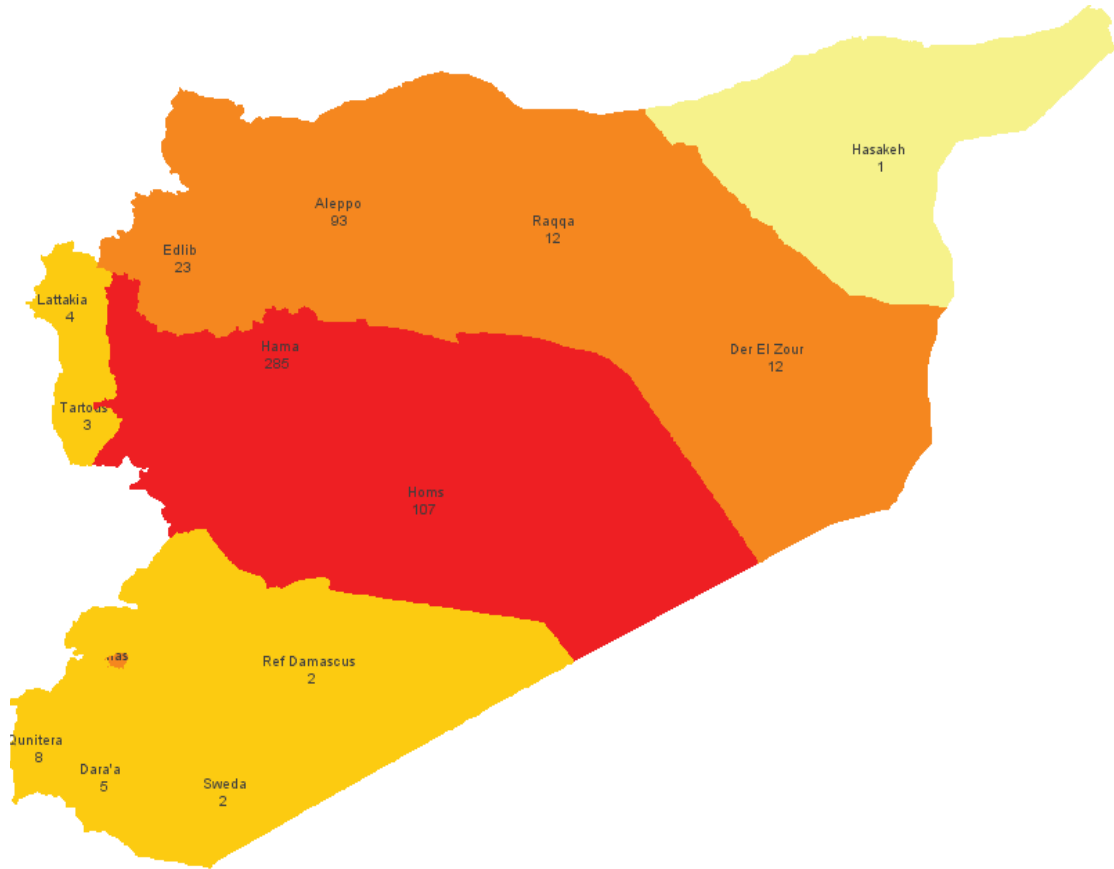 Hasakeh
1
Aleppo
93
Raqqa
12
Edlib
23
Lattakia
4
Hama
285
Der El Zour
12
Tartous
3
Homs
107
Ref Damascus
2
Qunitera
8
Dara'a
5
Sweda
2